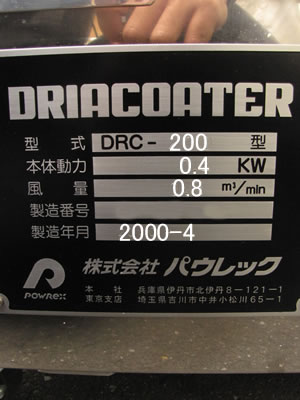 DRIACOATER
型式 DRC-200 型
本体動力 0.4 KW
風量 0.8 m³/min
製造番号
製造年月 2000-4
POWREX 株式会社 パウレック
本社 兵庫県伊丹市北伊丹8-121-1
東京支店 埼玉県吉川市中井小松川65-1